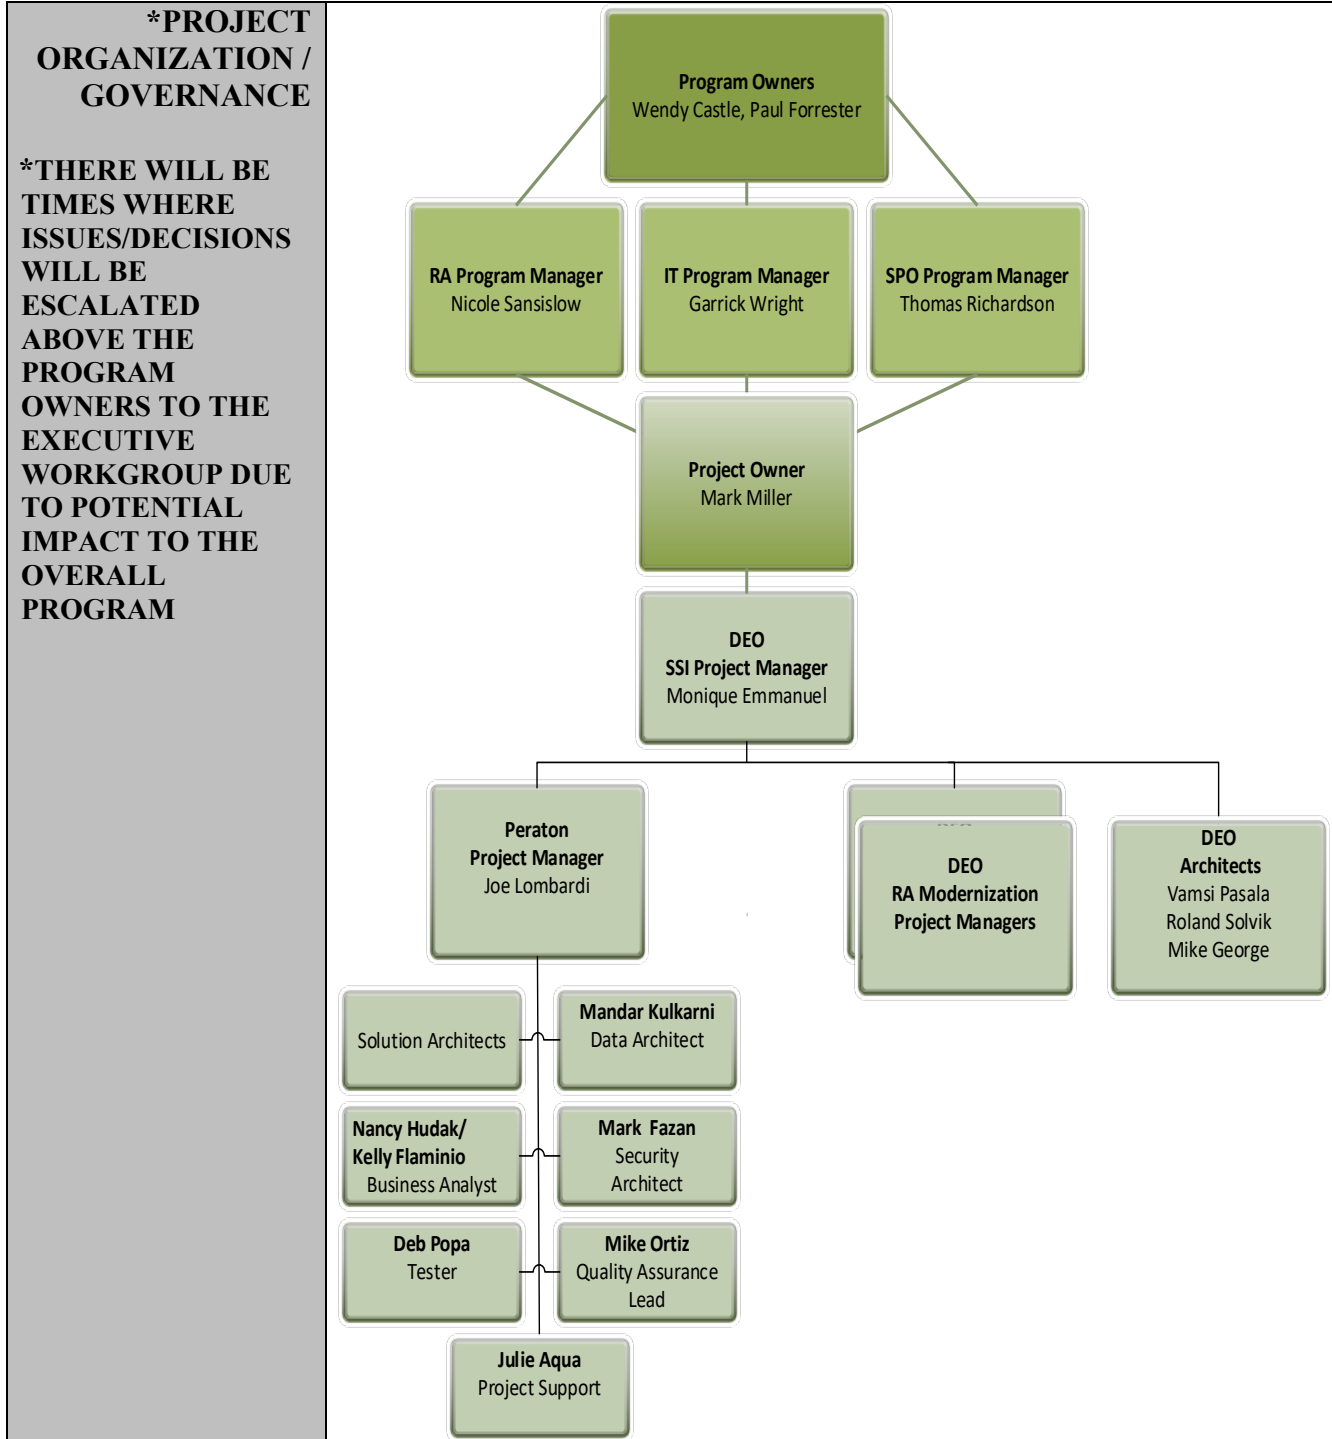 *PROJECT
ORGANIZATION /
GOVERNANCE
*THERE WILL BE
TIMES WHERE
ISSUES/DECISIONS
WILL BE
ESCALATED
ABOVE THE
PROGRAM
OWNERS TO THE
EXECUTIVE
WORKGROUP DUE
TO POTENTIAL
IMPACT TO THE
OVERALL
PROGRAM
Program Owners
Wendy Castle, Paul Forrester
RA Program Manager
Nicole Sansislow
IT Program Manager
Garrick Wright
SPO Program Manager
Thomas Richardson
Project Owner
Mark Miller
DEO
SSI Project Manager
Monique Emmanuel
Peraton
Project Manager
Joe Lombardi
DEO
RA Modernization
Project Managers
DEO
Architects
Vamsi Pasala
Roland Solvik
Mike George
Solution Architects
Mandar Kulkarni
Data Architect
Nancy Hudak/
Kelly Flaminio
Business Analyst
Mark Fazan
Security
Architect
Deb Popa
Tester
Mike Ortiz
Quality Assurance
Lead
Julie Aqua
Project Support